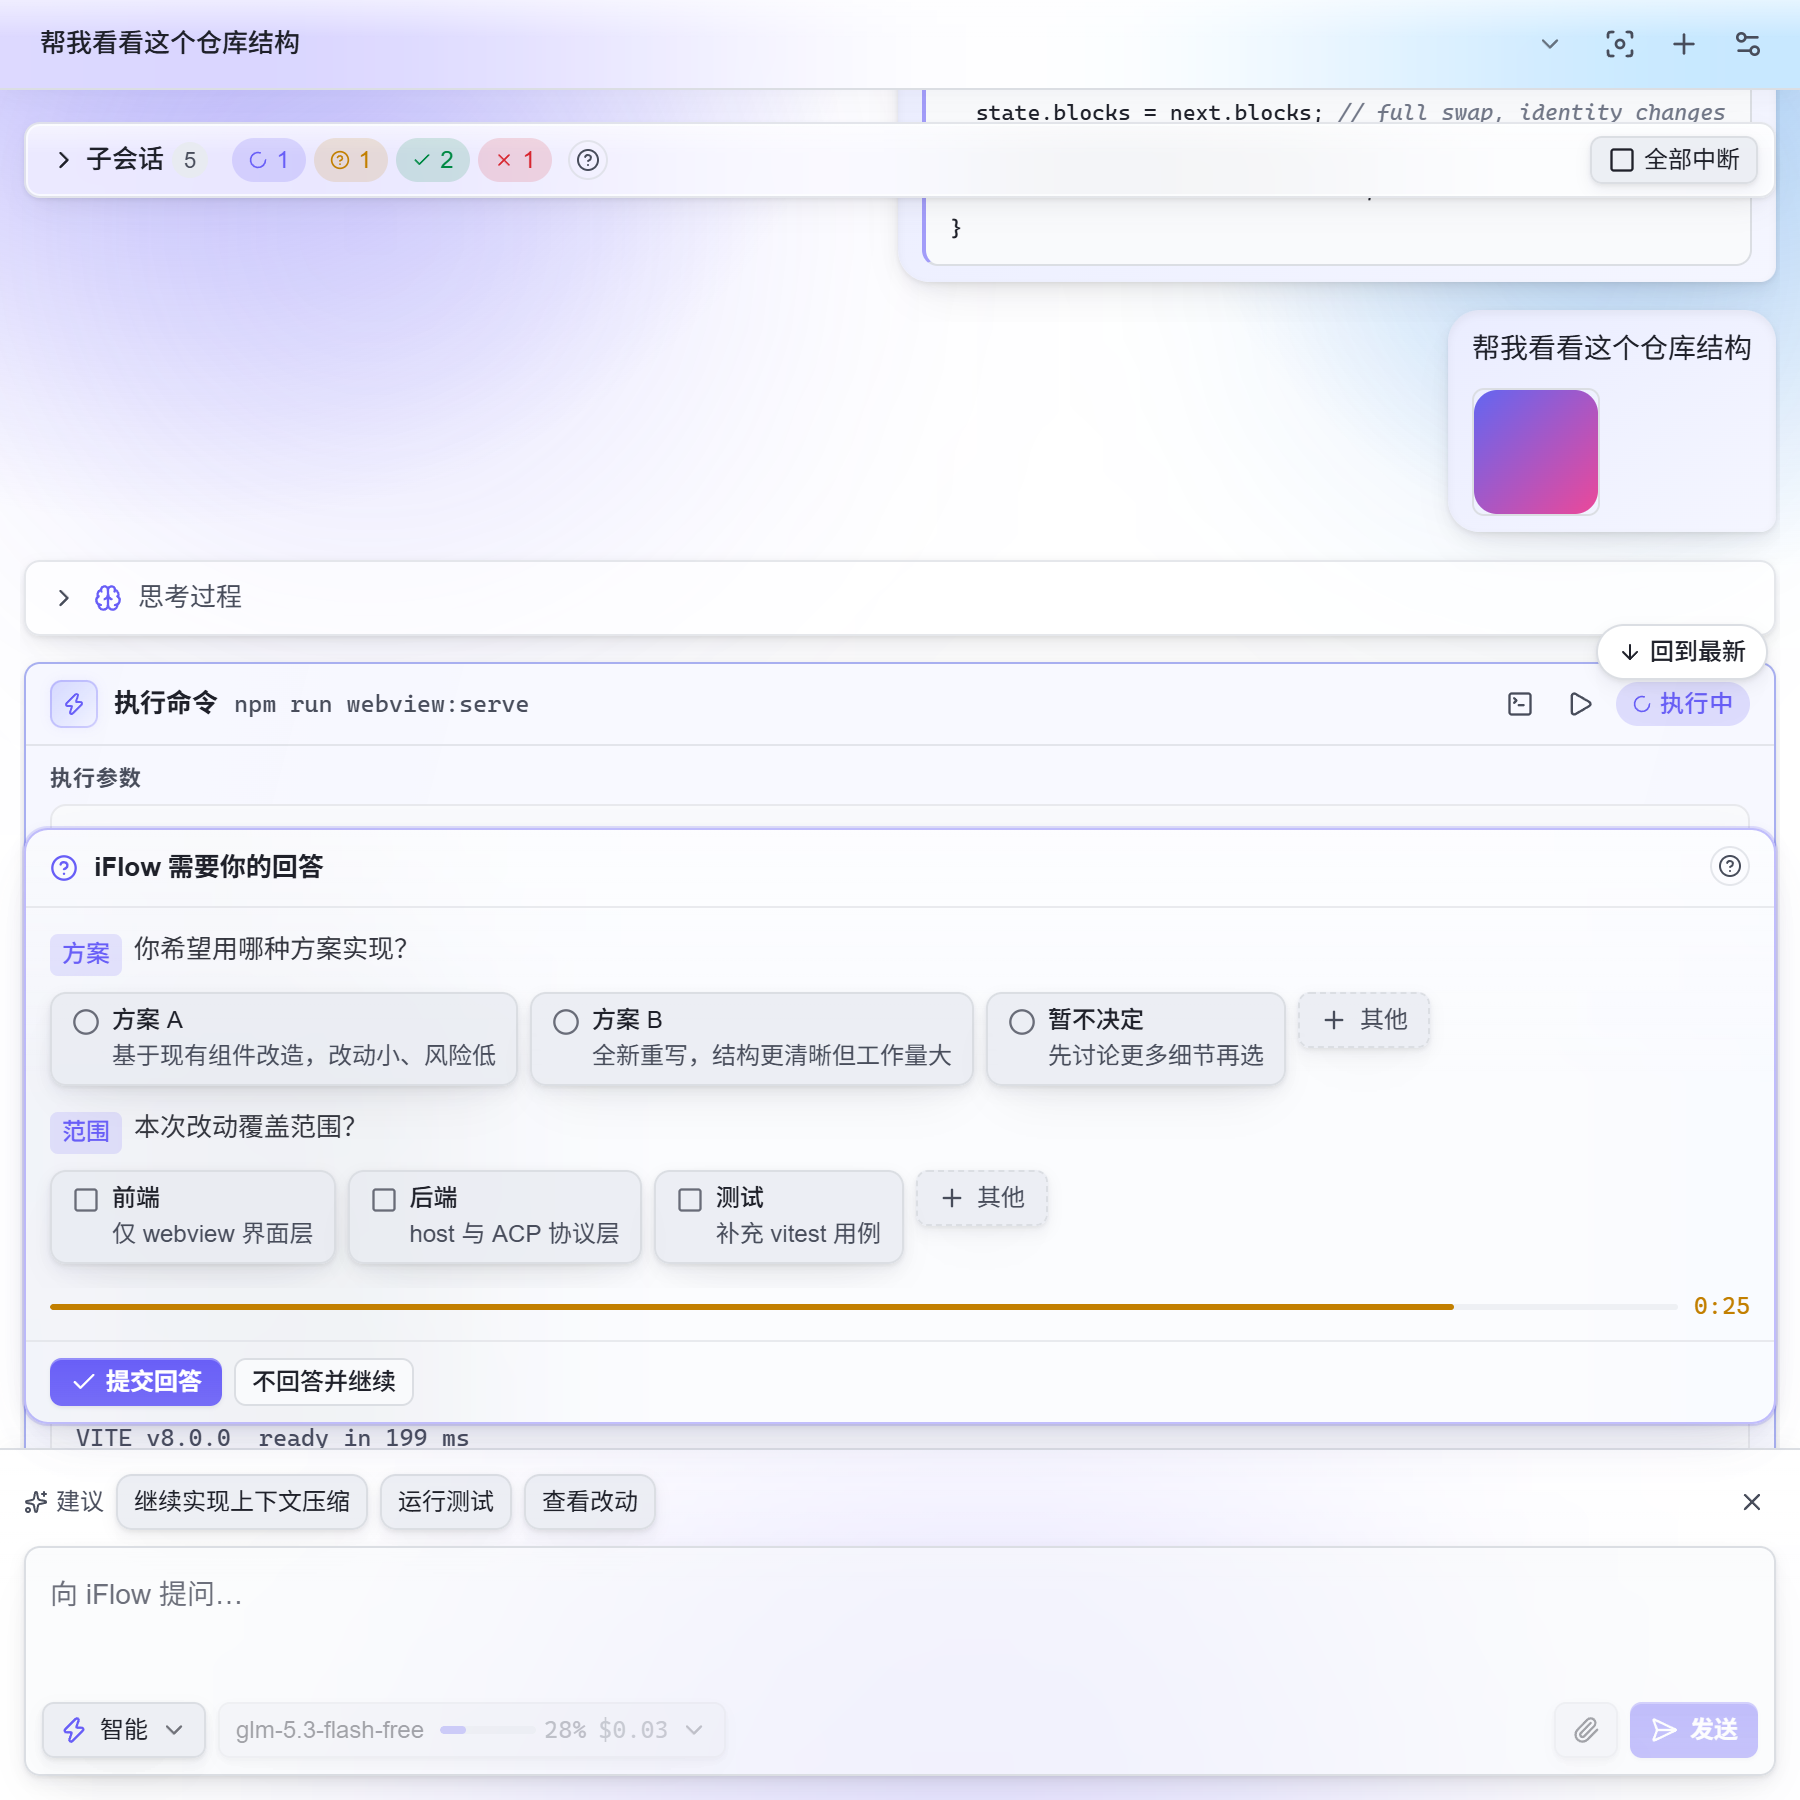 帮我看看这个仓库结构
state.blocks = next.blocks; // full swap, identity changes
子会话 5 1 1 2 1 全部中断
}
帮我看看这个仓库结构
思考过程
回到最新
执行命令 npm run webview:serve 执行中
执行参数
iFlow 需要你的回答
方案 你希望用哪种方案实现？
方案 A
基于现有组件改造，改动小、风险低
方案 B
全新重写，结构更清晰但工作量大
暂不决定
先讨论更多细节再选
其他
范围 本次改动覆盖范围？
前端
仅 webview 界面层
后端
host 与 ACP 协议层
测试
补充 vitest 用例
其他
0:25
提交回答 不回答并继续
VITE v8.0.0  ready in 199 ms
建议 继续实现上下文压缩 运行测试 查看改动
向 iFlow 提问…
智能 glm-5.3-flash-free 28% $0.03 发送